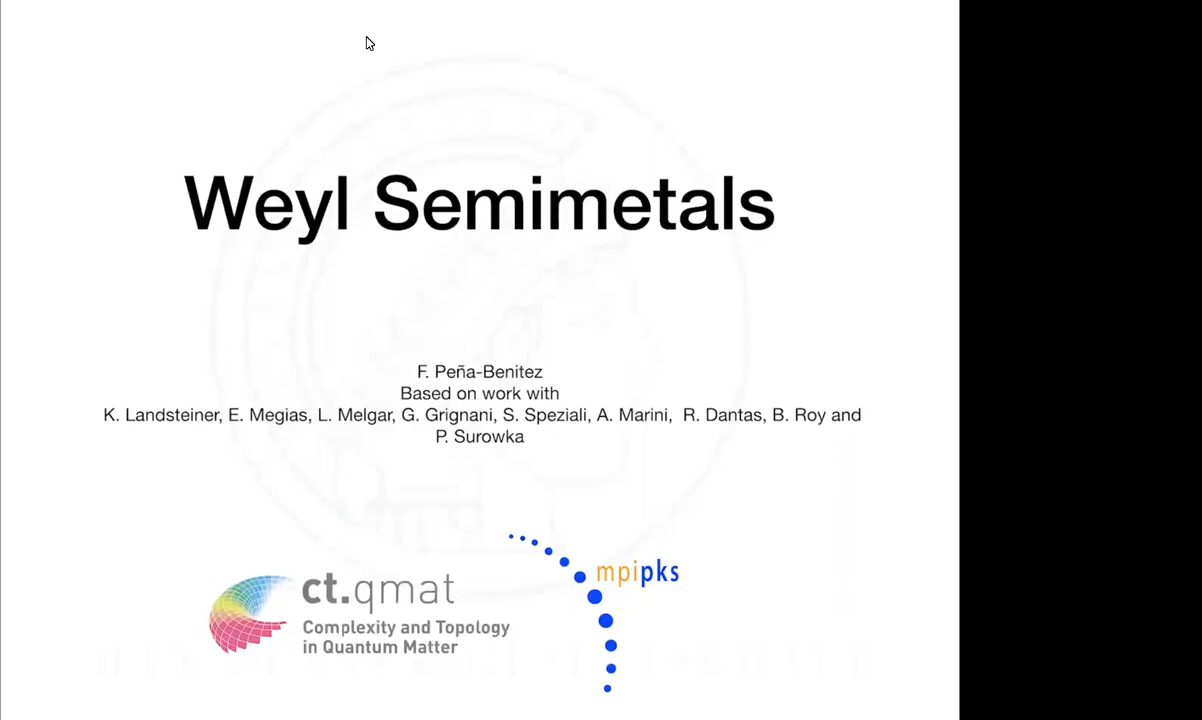 Weyl Semimetals
F. Peña-Benitez
Based on work with
K. Landsteiner, E. Megias, L. Melgar, G. Grignani, S. Speziali, A. Marini, R. Dantas, B. Roy and
P. Surowka
mpipks
ct.qmat
Complexity and Topology
in Quantum Matter